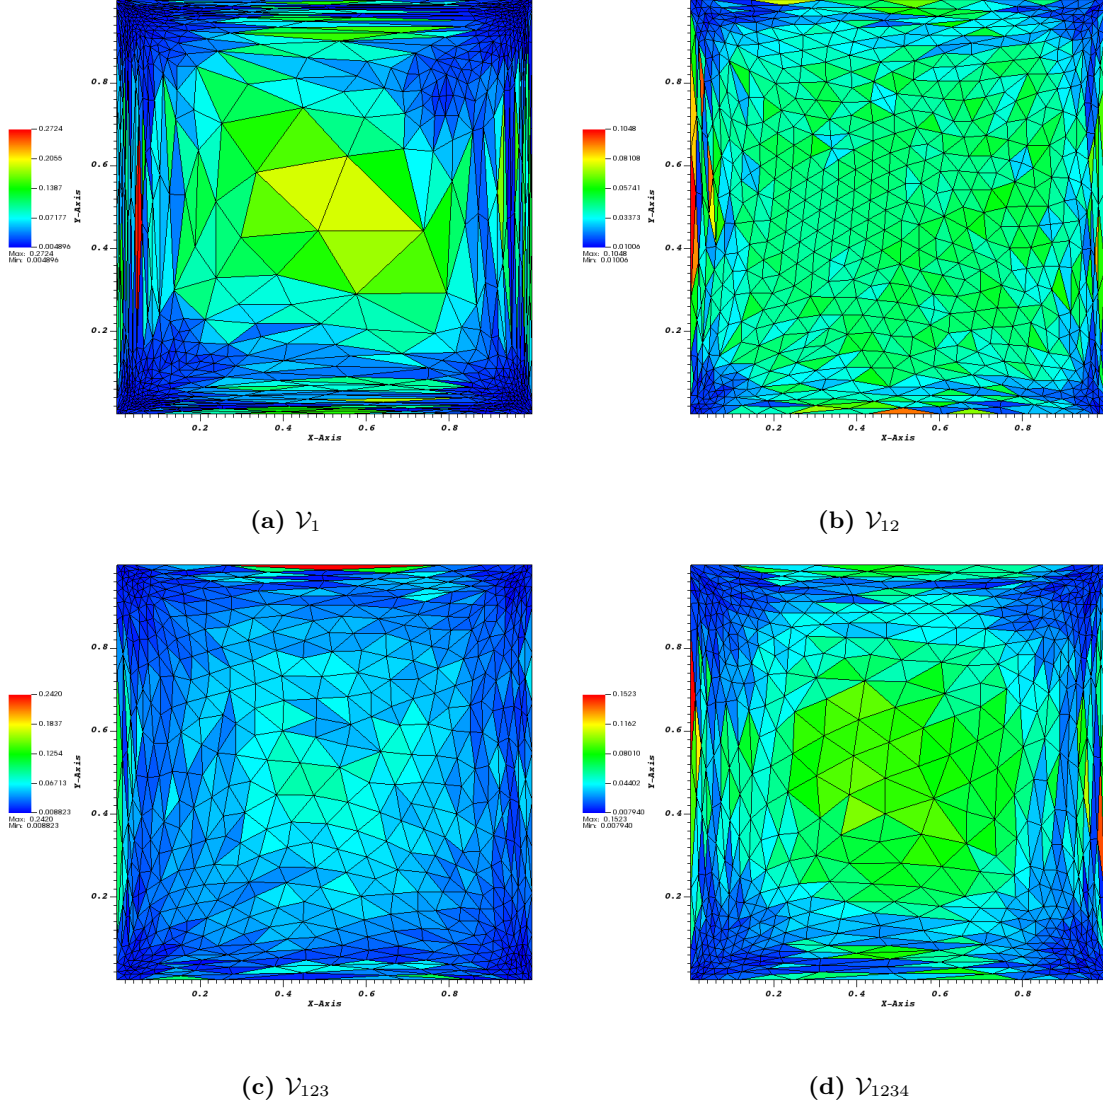 0.8
0.6
0.4
0.2
Y-Axis
0.2724
0.2055
0.1387
0.07177
0.004896
Max: 0.2724
Min: 0.004896
0.2 0.4 0.6 0.8
X-Axis
(a) 𝒱₁
0.8
0.6
0.4
0.2
Y-Axis
0.1048
0.08108
0.05741
0.03373
0.01006
Max: 0.1048
Min: 0.01006
0.2 0.4 0.6 0.8
X-Axis
(b) 𝒱₁₂
0.8
0.6
0.4
0.2
Y-Axis
0.2420
0.1837
0.1254
0.06713
0.008823
Max: 0.2420
Min: 0.008823
0.2 0.4 0.6 0.8
X-Axis
(c) 𝒱₁₂₃
0.8
0.6
0.4
0.2
Y-Axis
0.1523
0.1162
0.08010
0.04402
0.007940
Max: 0.1523
Min: 0.007940
0.2 0.4 0.6 0.8
X-Axis
(d) 𝒱₁₂₃₄